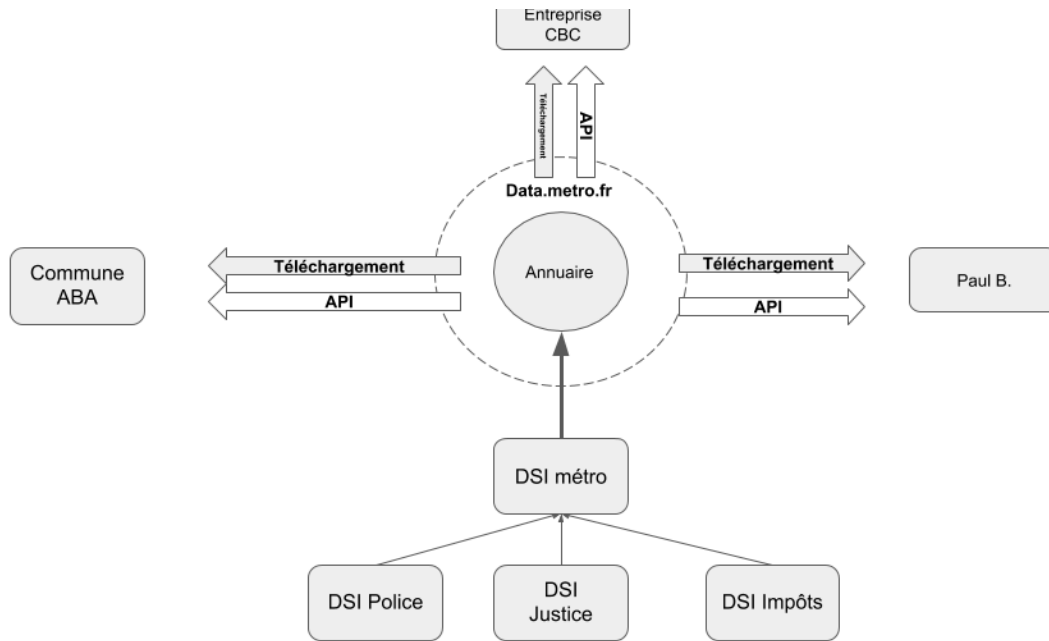 Entreprise
CBC
Téléchargement
API
Data.metro.fr
Annuaire
Commune
ABA
Téléchargement
API
Téléchargement
API
Paul B.
DSI métro
DSI Police
DSI
Justice
DSI Impôts